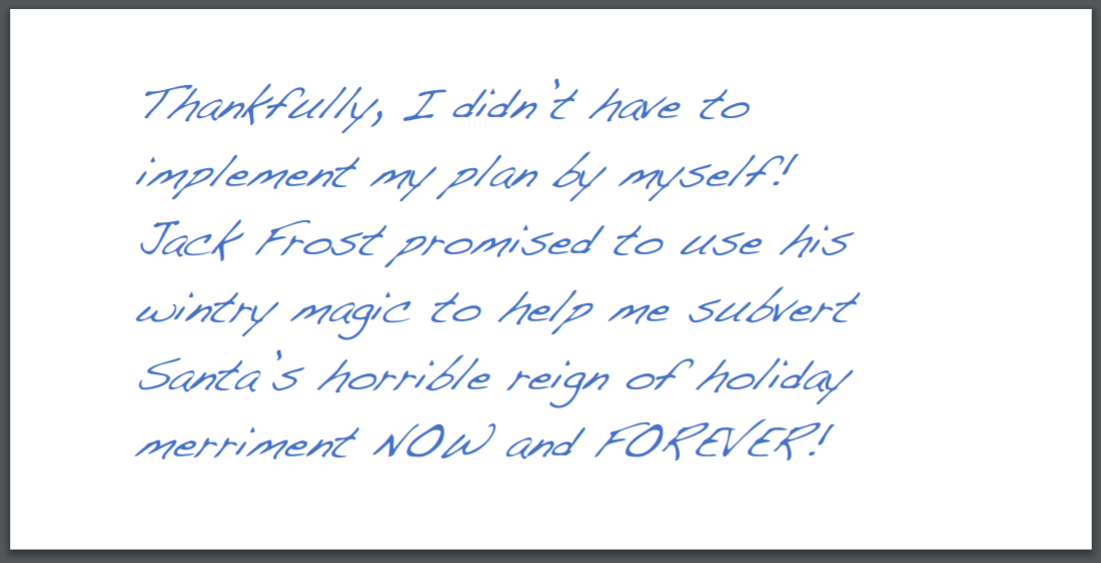 Thankfully, I didn't have to
implement my plan by myself!
Jack Frost promised to use his
wintry magic to help me subvert
Santa's horrible reign of holiday
merriment NOW and FOREVER!